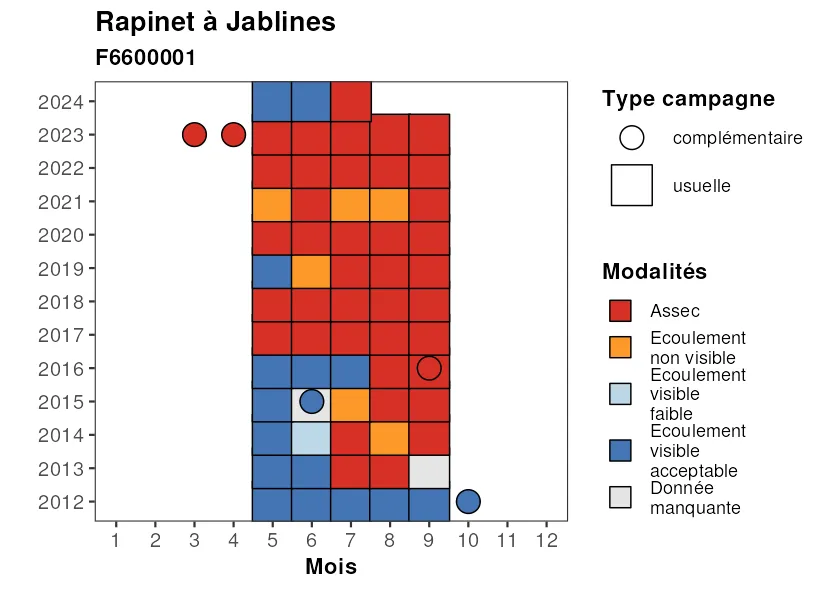 Rapinet à Jablines
F6600001
2024
2023
2022
2021
2020
2019
2018
2017
2016
2015
2014
2013
2012
1 2 3 4 5 6 7 8 9 10 11 12
Mois
Type campagne
complémentaire
usuelle
Modalités
Assec
Ecoulement
non visible
Ecoulement
visible
faible
Ecoulement
visible
acceptable
Donnée
manquante